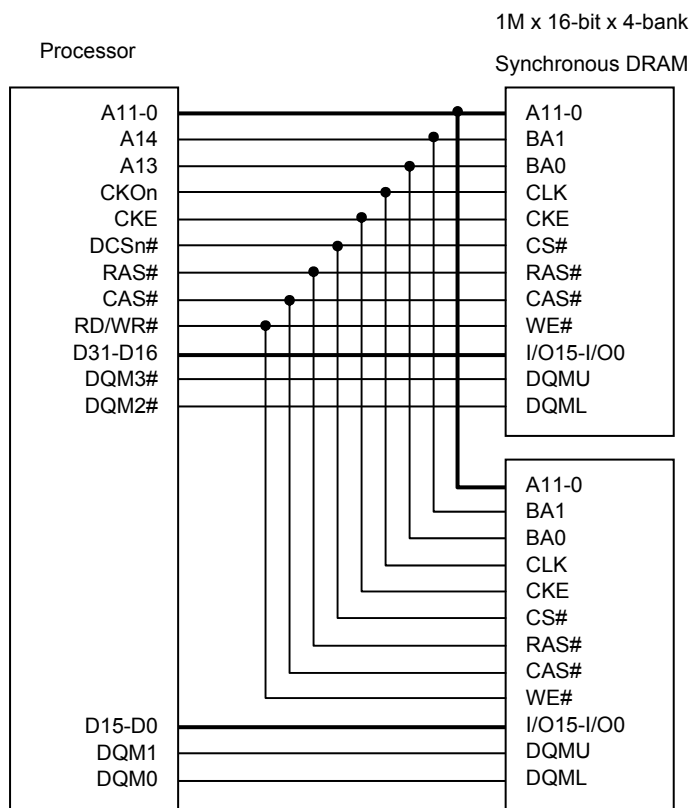 1M x 16-bit x 4-bank
Processor
Synchronous DRAM
A11-0
A14
A13
CKOn
CKE
DCSn#
RAS#
CAS#
RD/WR#
D31-D16
DQM3#
DQM2#
D15-D0
DQM1
DQM0
A11-0
BA1
BA0
CLK
CKE
CS#
RAS#
CAS#
WE#
I/O15-I/O0
DQMU
DQML
A11-0
BA1
BA0
CLK
CKE
CS#
RAS#
CAS#
WE#
I/O15-I/O0
DQMU
DQML